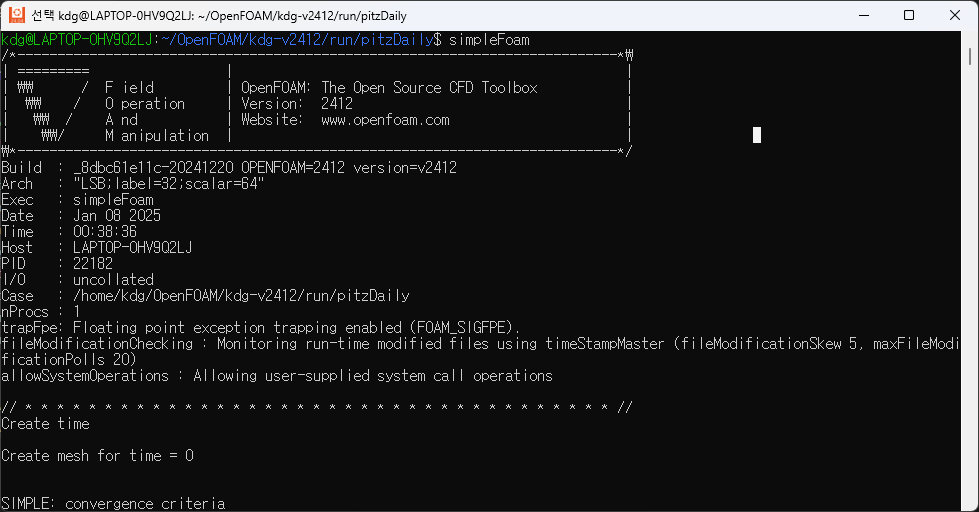 선택 kdg@LAPTOP-0HV9Q2LJ: ~/OpenFOAM/kdg-v2412/run/pitzDaily
kdg@LAPTOP-0HV9Q2LJ:~/OpenFOAM/kdg-v2412/run/pitzDaily$ simpleFoam
/*---------------------------------------------------------------------------*₩
| =========                 |                                                 |
| ₩₩      /  F ield         | OpenFOAM: The Open Source CFD Toolbox           |
|  ₩₩    /   O peration     | Version:  2412                                  |
|   ₩₩  /    A nd           | Website:  www.openfoam.com                      |
|    ₩₩/     M anipulation  |                                                 |
₩*---------------------------------------------------------------------------*/
Build  : _8dbc61e11c-20241220 OPENFOAM=2412 version=v2412
Arch   : "LSB;label=32;scalar=64"
Exec   : simpleFoam
Date   : Jan 08 2025
Time   : 00:38:36
Host   : LAPTOP-0HV9Q2LJ
PID    : 22182
I/O    : uncollated
Case   : /home/kdg/OpenFOAM/kdg-v2412/run/pitzDaily
nProcs : 1
trapFpe: Floating point exception trapping enabled (FOAM_SIGFPE).
fileModificationChecking : Monitoring run-time modified files using timeStampMaster (fileModificationSkew 5, maxFileModi
ficationPolls 20)
allowSystemOperations : Allowing user-supplied system call operations
// * * * * * * * * * * * * * * * * * * * * * * * * * * * * * * * * * * * * * //
Create time
Create mesh for time = 0
SIMPLE: convergence criteria